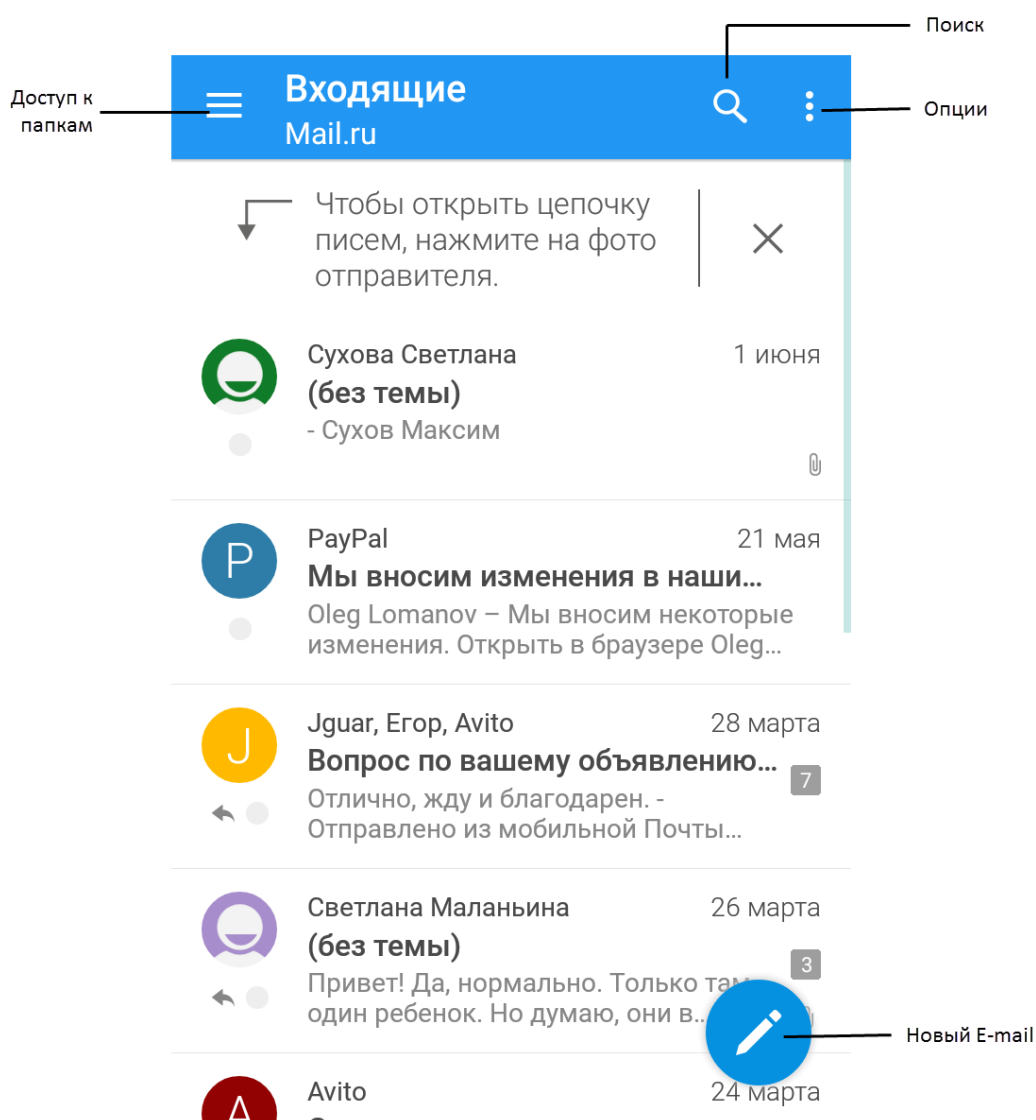 Поиск
Доступ к
папкам
Входящие
Mail.ru
Опции
Чтобы открыть цепочку
писем, нажмите на фото
отправителя.
Сухова Светлана 1 июня
(без темы)
- Сухов Максим
P
PayPal 21 мая
Мы вносим изменения в наши...
Oleg Lomanov – Мы вносим некоторые
изменения. Открыть в браузере Oleg...
J
Jguar, Егор, Avito 28 марта
Вопрос по вашему объявлению...
7
Отлично, жду и благодарен. -
Отправлено из мобильной Почты...
Светлана Маланьина 26 марта
(без темы)
3
Привет! Да, нормально. Только там
один ребенок. Но думаю, они в...
Новый E-mail
A
Avito 24 марта